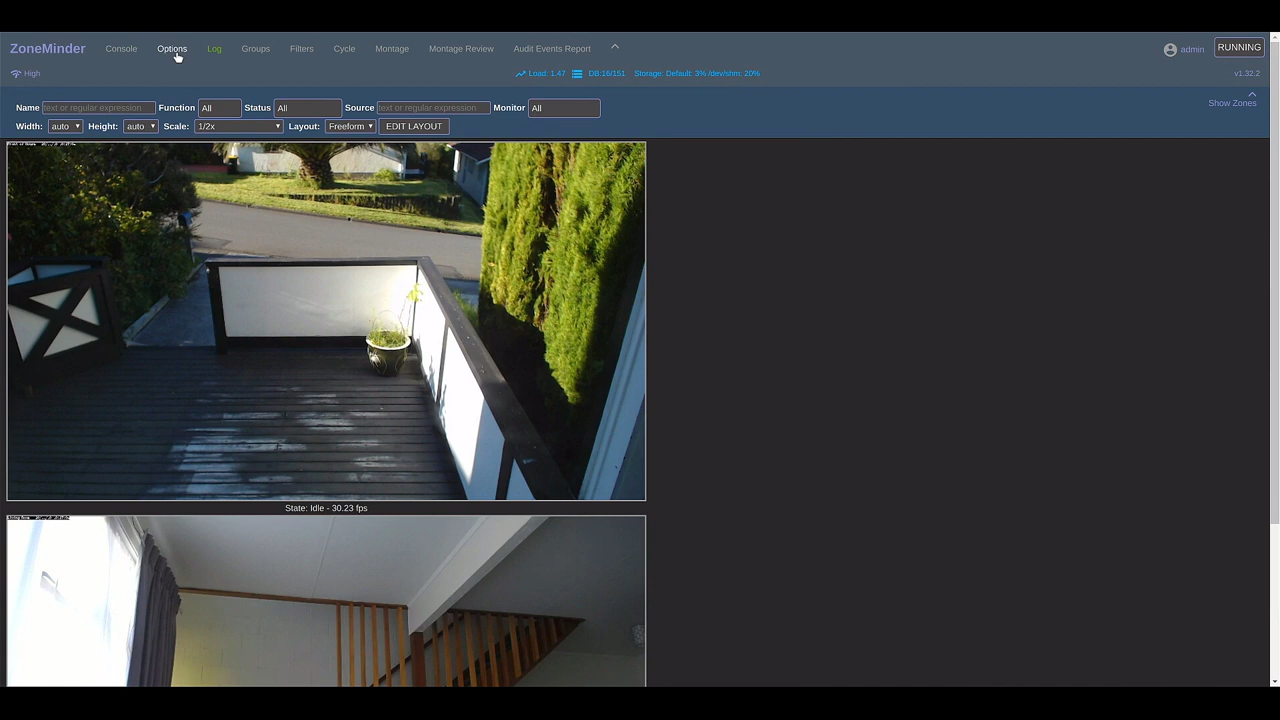 ZoneMinder Console Options Log Groups Filters Cycle Montage Montage Review Audit Events Report admin RUNNING
High Load: 1.47 DB:16/151 Storage: Default: 3% /dev/shm: 20% v1.32.2
Name text or regular expression Function All Status All Source text or regular expression Monitor All Show Zones
Width: auto Height: auto Scale: 1/2x Layout: Freeform EDIT LAYOUT
State: Idle - 30.23 fps